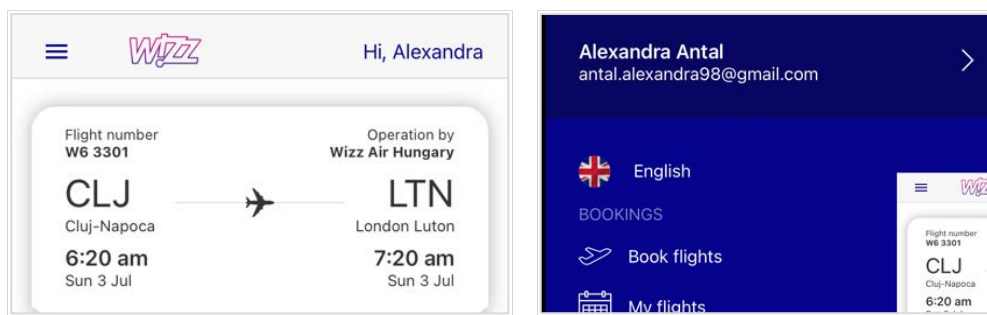 WIZZ
Hi, Alexandra
Flight number
Operation by
W6 3301
Wizz Air Hungary
CLJ
LTN
Cluj-Napoca
London Luton
6:20 am
7:20 am
Sun 3 Jul
Sun 3 Jul
Alexandra Antal
antal.alexandra98@gmail.com
English
BOOKINGS
Book flights
My flights
Flight number
W6 3301
CLJ
Cluj-Napoca
6:20 am